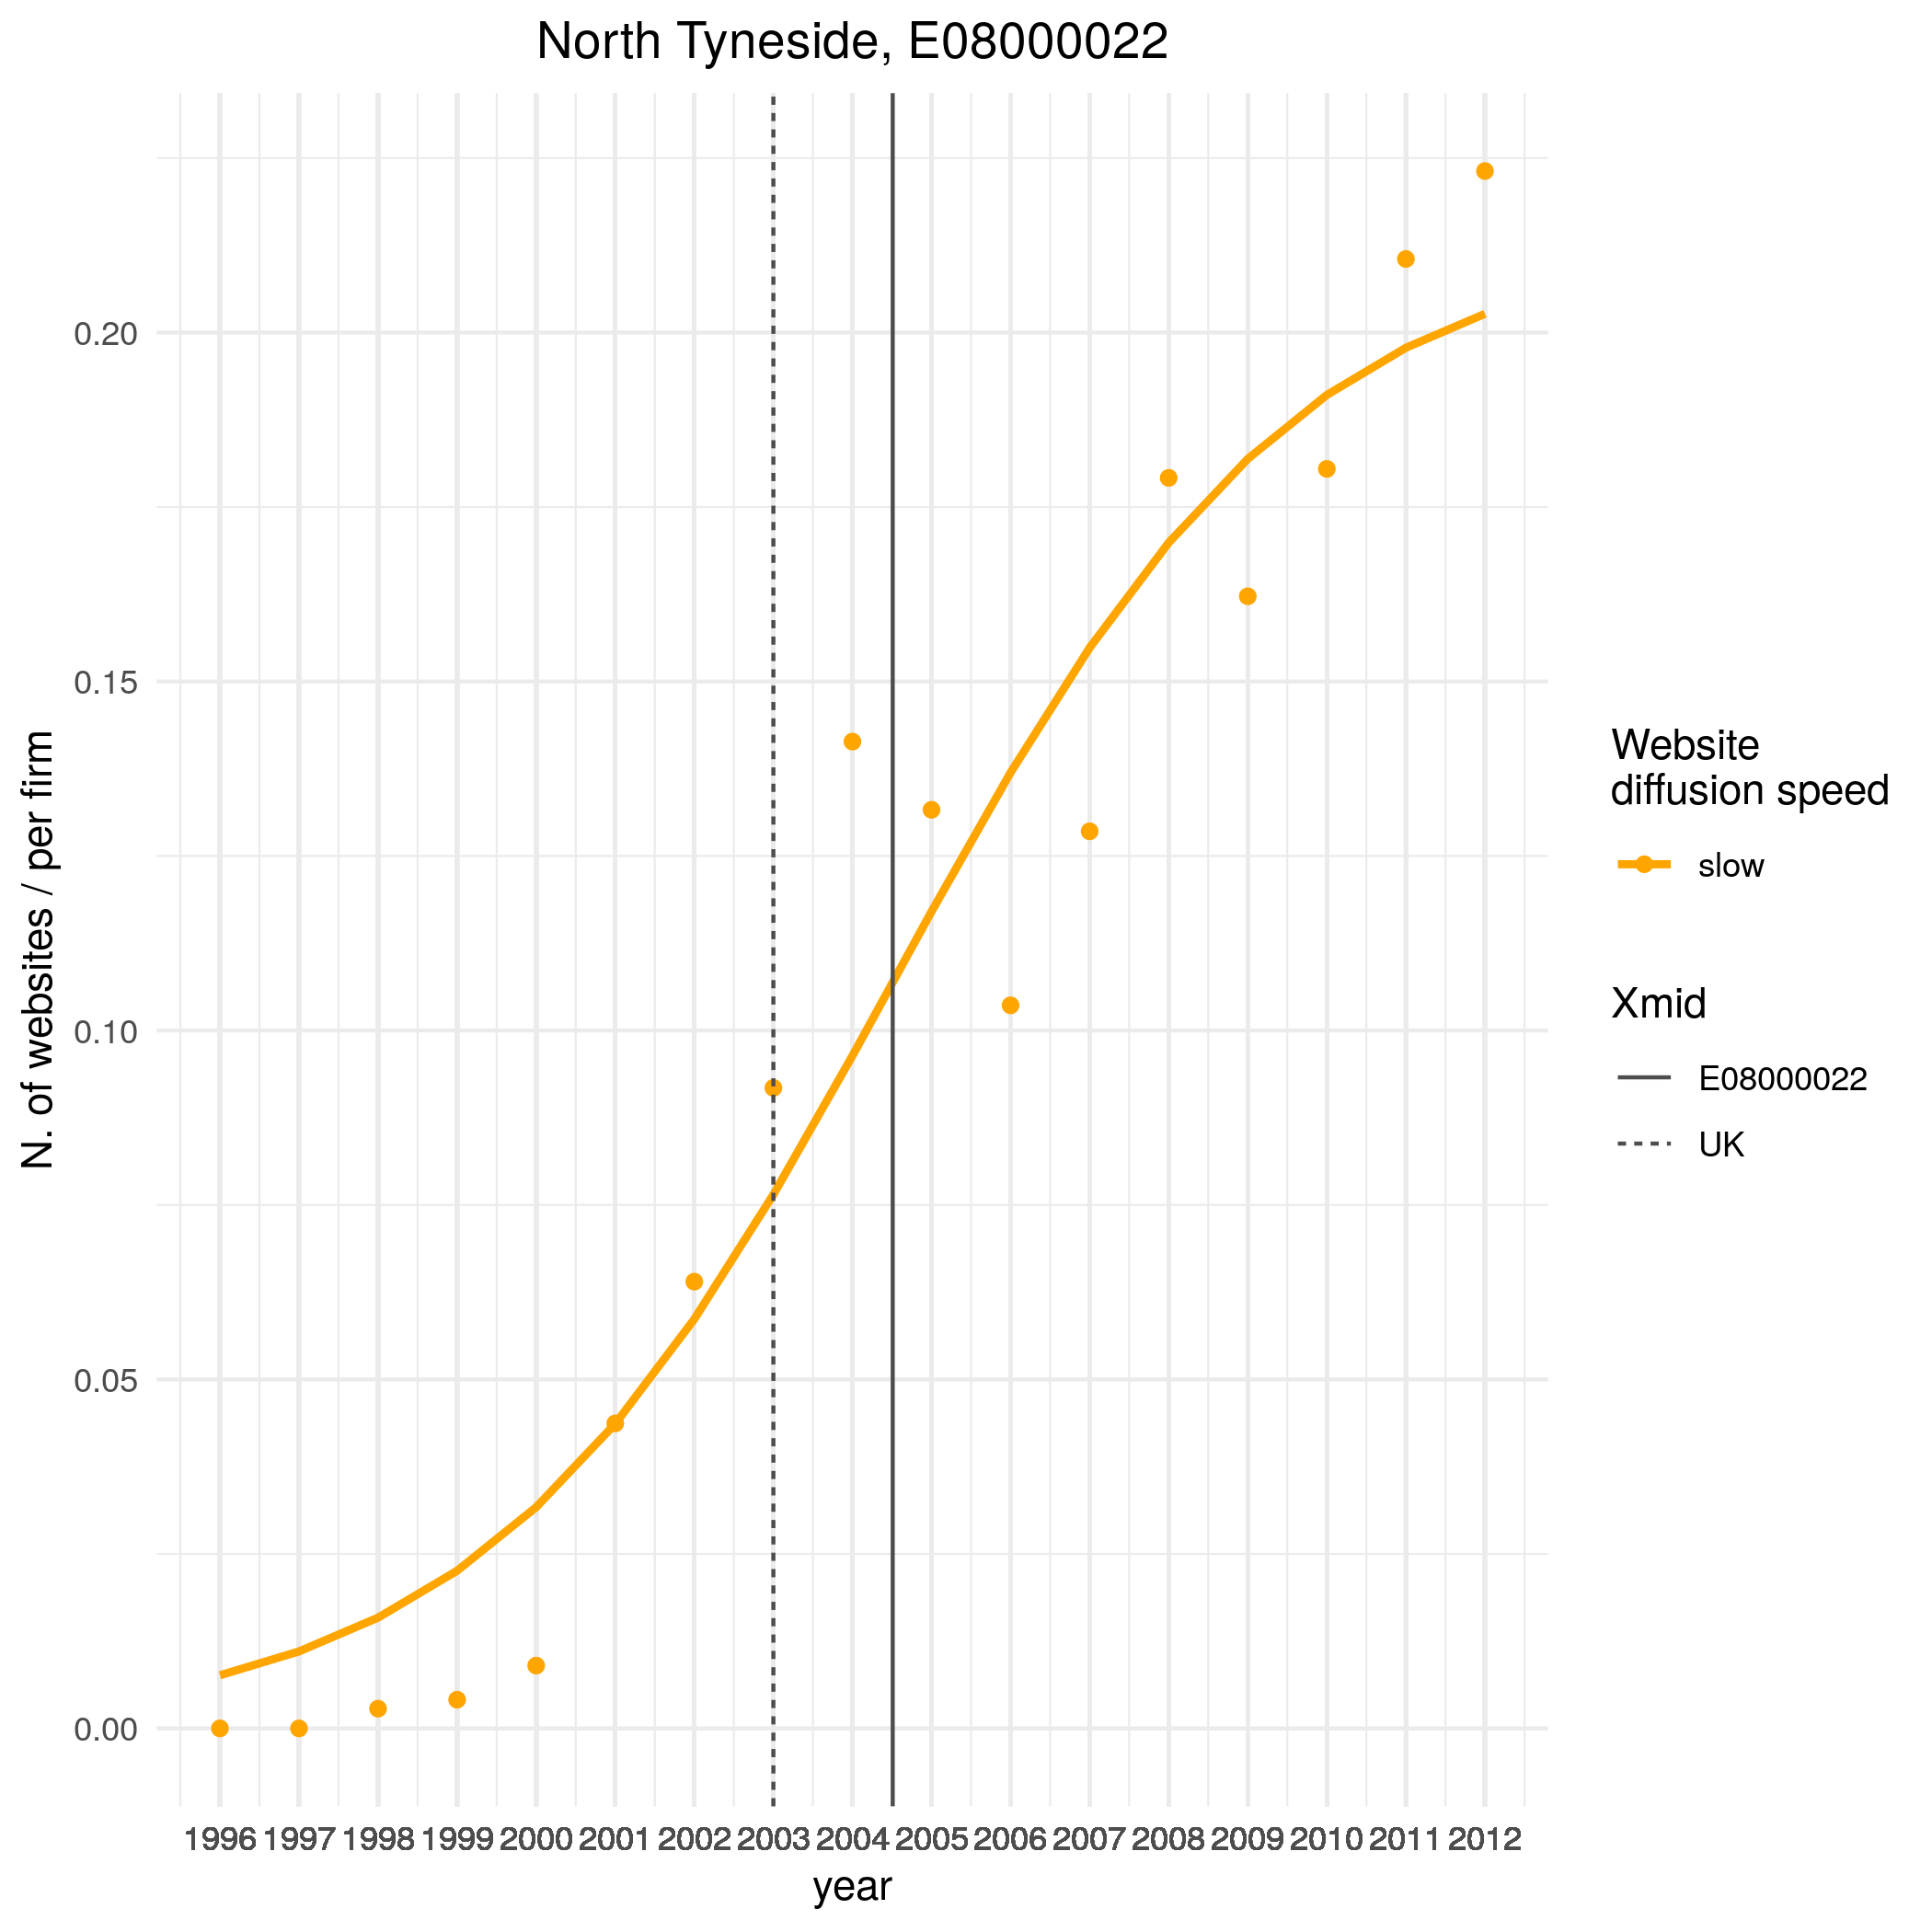 North Tyneside, E08000022
N. of websites / per firm
0.20
0.15
0.10
0.05
0.00
1996 1997 1998 1999 2000 2001 2002 2003 2004 2005 2006 2007 2008 2009 2010 2011 2012
year
Website
diffusion speed
slow
Xmid
E08000022
UK